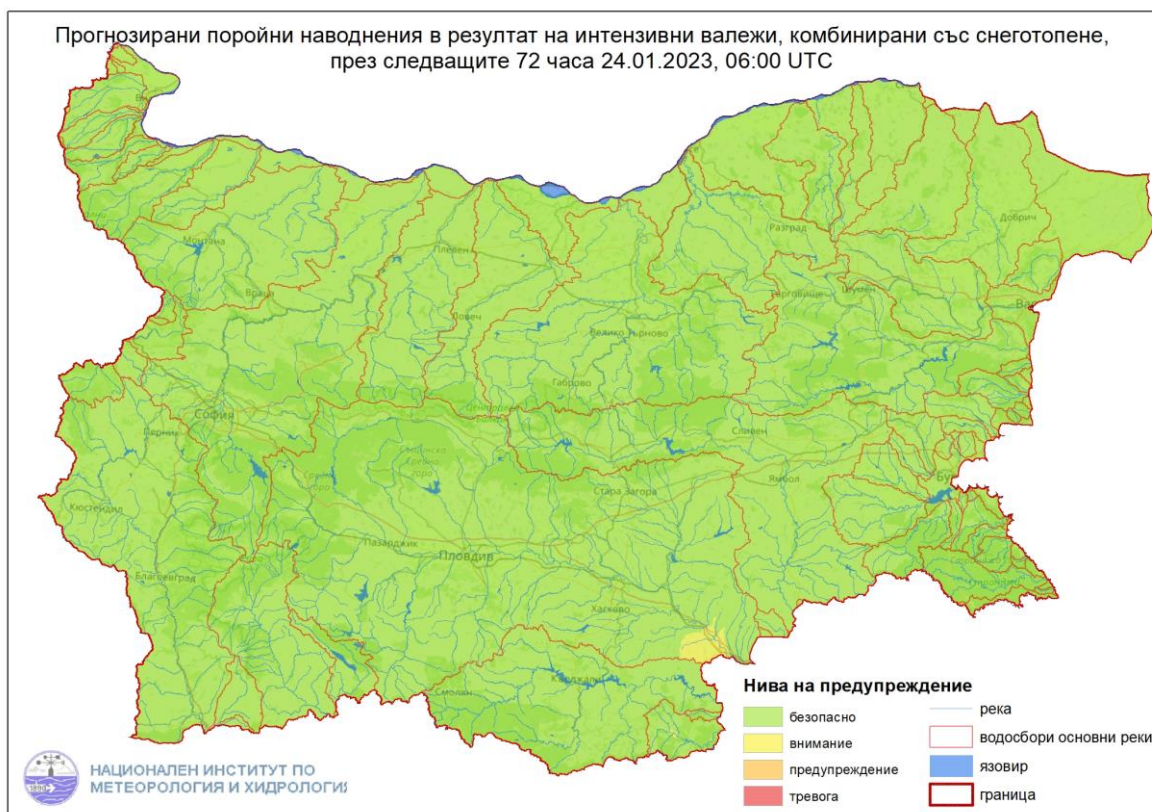 Прогнозирани поройни наводнения в резултат на интензивни валежи, комбинирани със снеготопене,
през следващите 72 часа 24.01.2023, 06:00 UTC
Добрич
Разград
Монтана
Плевен
Шумен
Търговище
Враца
Ловеч
Велико Търново
Габрово
София
Перник
Сливен
Ямбол
Стара Загора
Кюстендил
Пазарджик
Пловдив
Благоевград
Хасково
Смолян
Кърджали
Нива на предупреждение
безопасно
внимание
предупреждение
тревога
река
водосбори основни реки
язовир
граница
НАЦИОНАЛЕН ИНСТИТУТ ПО
МЕТЕОРОЛОГИЯ И ХИДРОЛОГИЯ